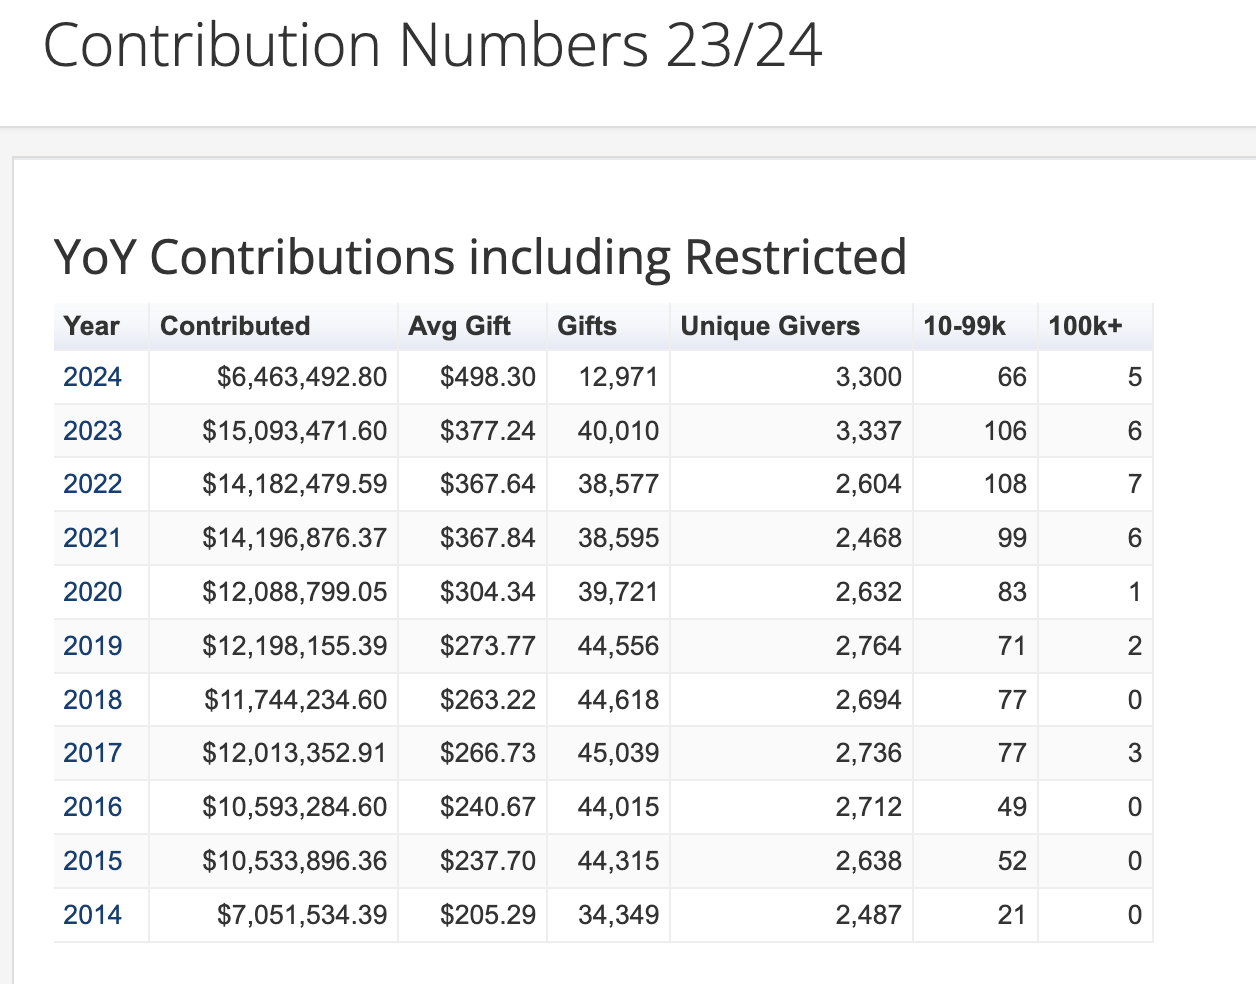 Contribution Numbers 23/24
YoY Contributions including Restricted
Year Contributed Avg Gift Gifts Unique Givers 10-99k 100k+
2024 $6,463,492.80 $498.30 12,971 3,300 66 5
2023 $15,093,471.60 $377.24 40,010 3,337 106 6
2022 $14,182,479.59 $367.64 38,577 2,604 108 7
2021 $14,196,876.37 $367.84 38,595 2,468 99 6
2020 $12,088,799.05 $304.34 39,721 2,632 83 1
2019 $12,198,155.39 $273.77 44,556 2,764 71 2
2018 $11,744,234.60 $263.22 44,618 2,694 77 0
2017 $12,013,352.91 $266.73 45,039 2,736 77 3
2016 $10,593,284.60 $240.67 44,015 2,712 49 0
2015 $10,533,896.36 $237.70 44,315 2,638 52 0
2014 $7,051,534.39 $205.29 34,349 2,487 21 0